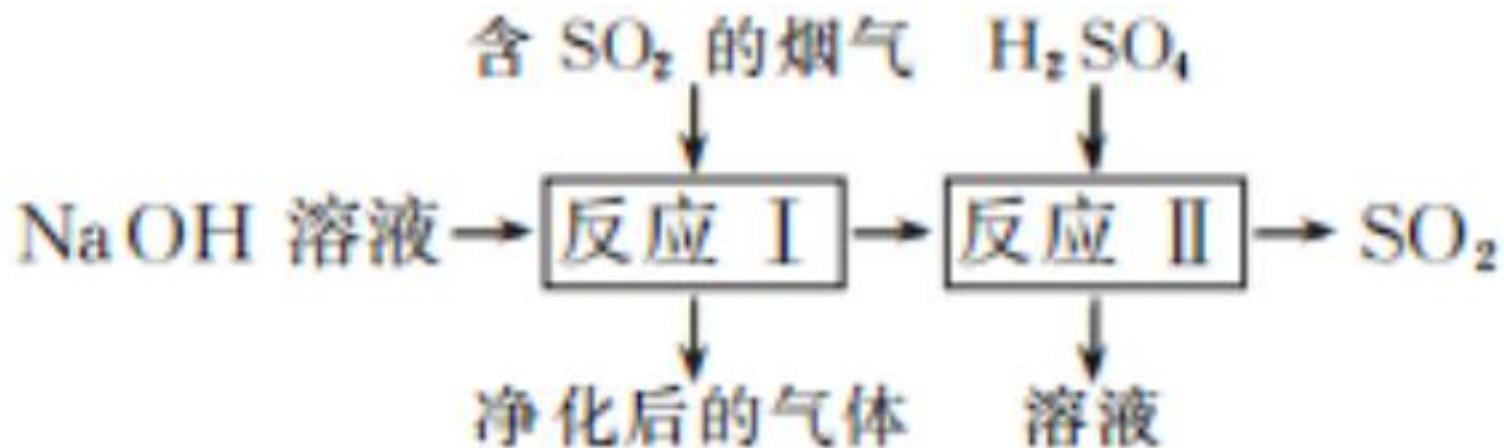 含 SO₂ 的烟气 H₂SO₄
NaOH 溶液 反应 Ⅰ 反应 Ⅱ SO₂
净化后的气体 溶液